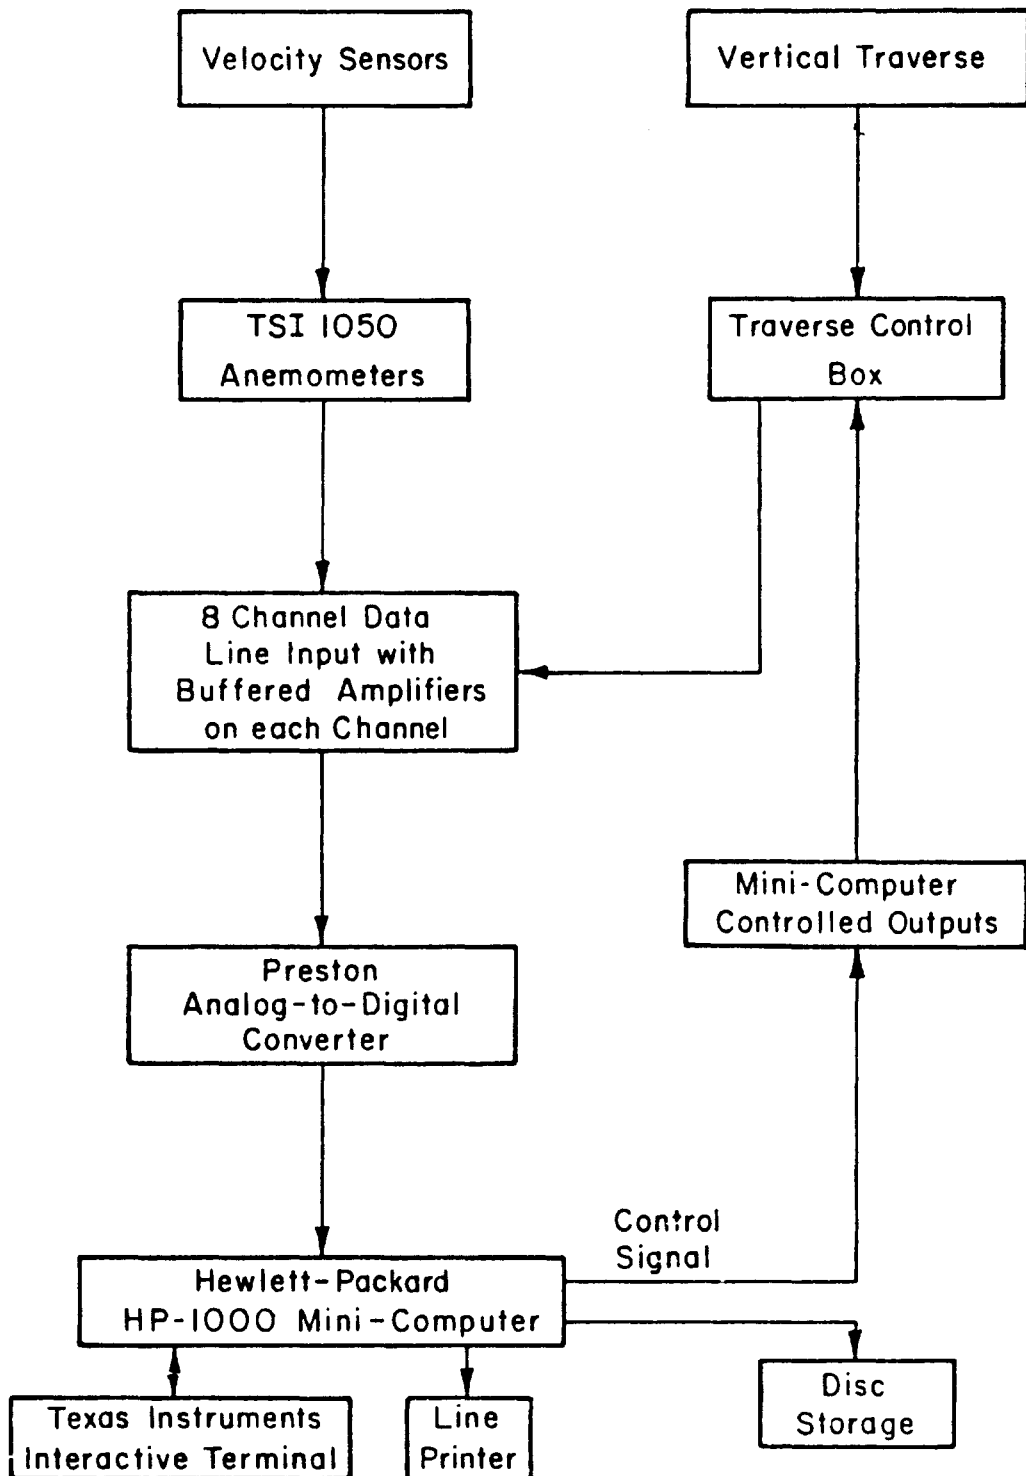 Velocity Sensors
Vertical Traverse
TSI 1050
Anemometers
Traverse Control
Box
8 Channel Data
Line Input with
Buffered Amplifiers
on each Channel
Mini-Computer
Controlled Outputs
Preston
Analog-to-Digital
Converter
Control
Signal
Hewlett-Packard
HP-1000 Mini-Computer
Disc
Storage
Texas Instruments
Interactive Terminal
Line
Printer